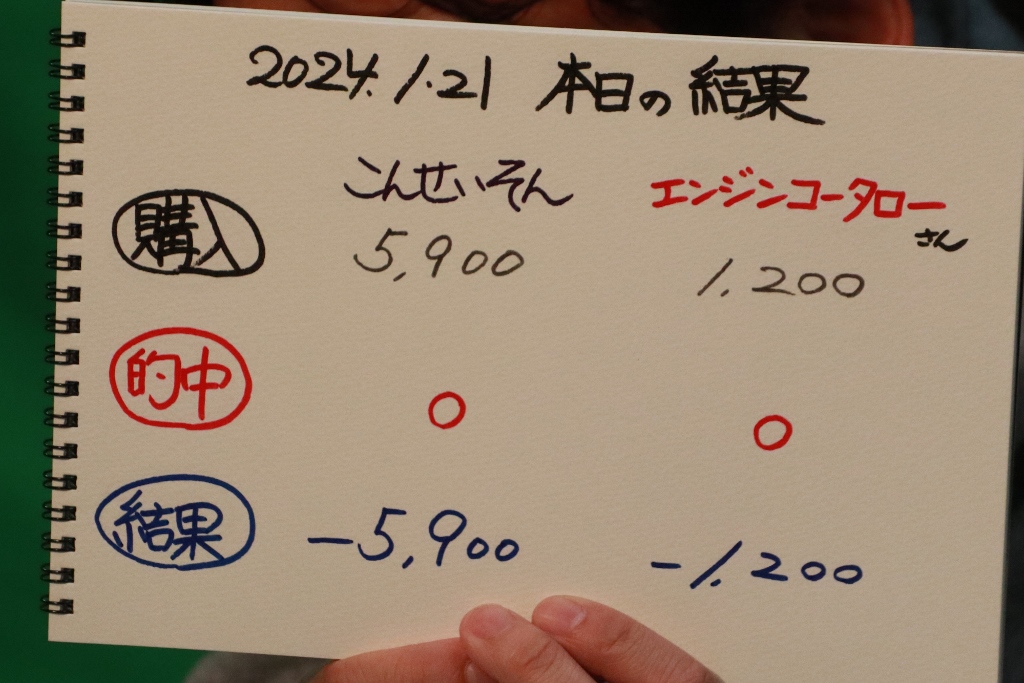 2024.1.21 本日の結果
こんせいそん エンジンコータローさん
購入 5,900 1.200
的中 0 0
結果 -5,900 -1.200